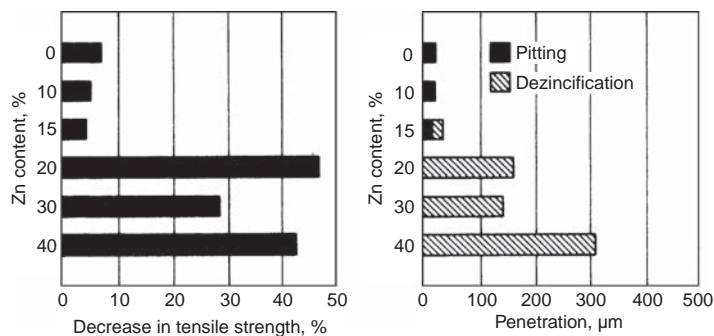 Zn content, %
0
10
15
20
30
40
0 10 20 30 40 50
Decrease in tensile strength, %
Zn content, %
0
10
15
20
30
40
Pitting
Dezincification
0 100 200 300 400 500
Penetration, µm